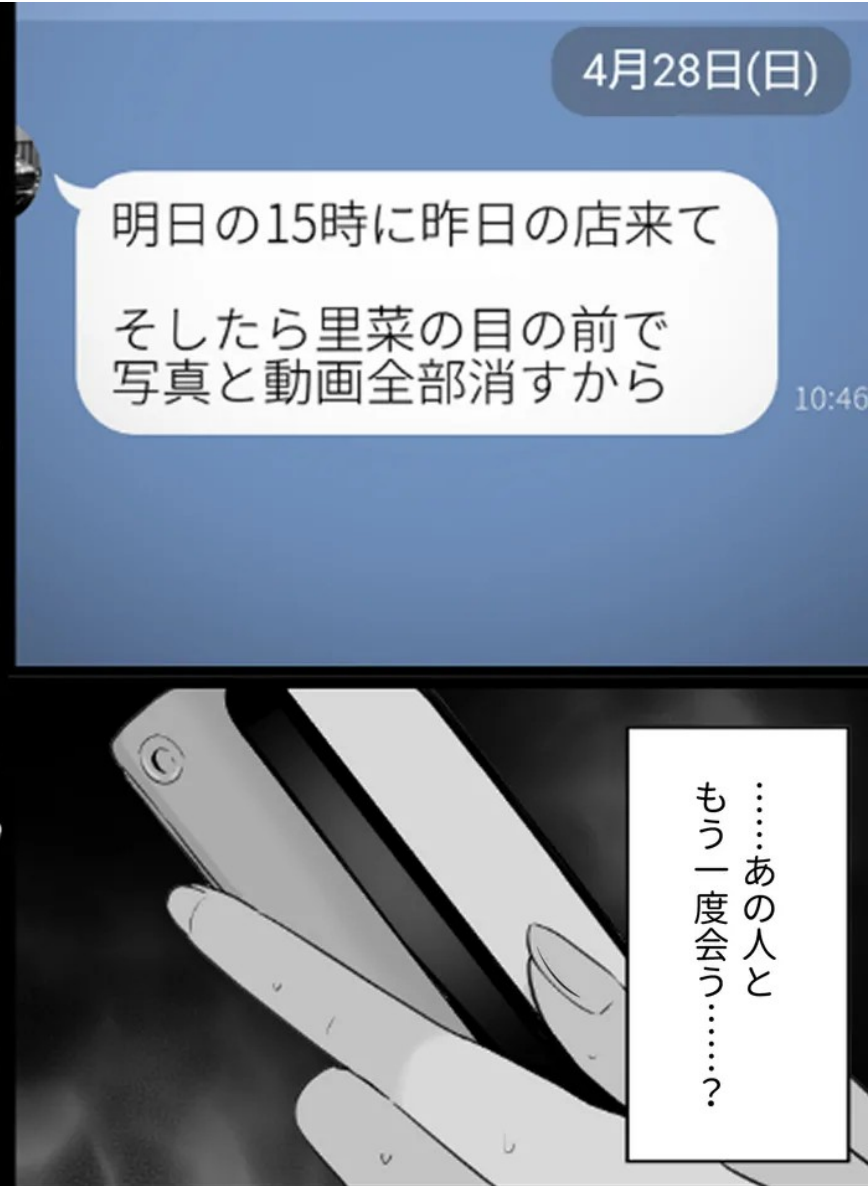 4月28日(日)
明日の15時に昨日の店来て
そしたら里菜の目の前で
写真と動画全部消すから
10:46
……あの人と
もう一度会う……？